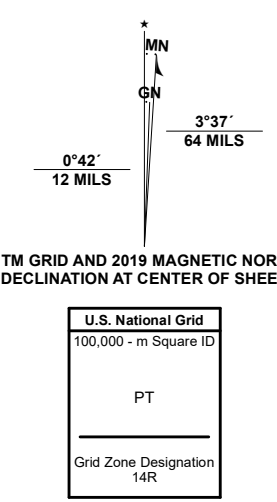 ★
MN
GN
3°37´
64 MILS
0°42´
12 MILS
TM GRID AND 2019 MAGNETIC NOR
DECLINATION AT CENTER OF SHEE
U.S. National Grid
100,000 - m Square ID
PT
Grid Zone Designation
14R